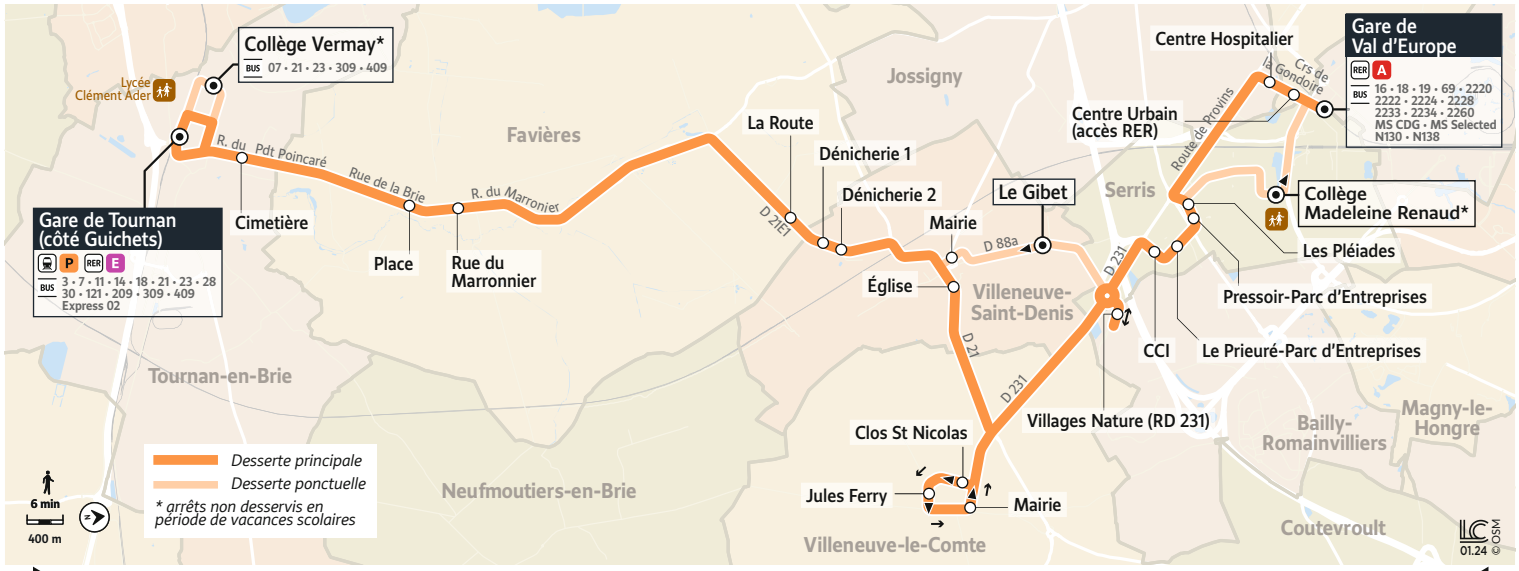 Collège Vermay*
BUS 07 • 21 • 23 • 309 • 409
Lycée
Clément Ader
Gare de Tournan
(côté Guichets)
P RER E
BUS 3 • 7 • 11 • 14 • 18 • 21 • 23 • 28
30 • 121 • 209 • 309 • 409
Express 02
R. du Pdt Poincaré
Cimetière
Rue de la Brie
Place
R. du Marronier
Rue du
Marronnier
Favières
La Route
D 21E1
Dénicherie 1
Dénicherie 2
Jossigny
Mairie
D 88a
Le Gibet
Église
Villeneuve-
Saint-Denis
D 21
D 231
D 231
Centre Hospitalier
Crs de
la Gondoire
Centre Urbain
(accès RER)
Route de Provins
Gare de
Val d'Europe
RER A
BUS 16 • 18 • 19 • 69 • 2220
2222 • 2224 • 2228
2233 • 2234 • 2260
MS CDG • MS Selected
N130 • N138
Serris
Collège
Madeleine Renaud*
Les Pléiades
Pressoir-Parc d'Entreprises
CCI
Le Prieuré-Parc d'Entreprises
Villages Nature (RD 231)
Bailly-
Romainvilliers
Magny-le-
Hongre
Coutevroult
Tournan-en-Brie
Neufmoutiers-en-Brie
Clos St Nicolas
Jules Ferry
Mairie
Villeneuve-le-Comte
Desserte principale
Desserte ponctuelle
* arrêts non desservis en
période de vacances scolaires
6 min
400 m
N
LC
01.24 © OSM